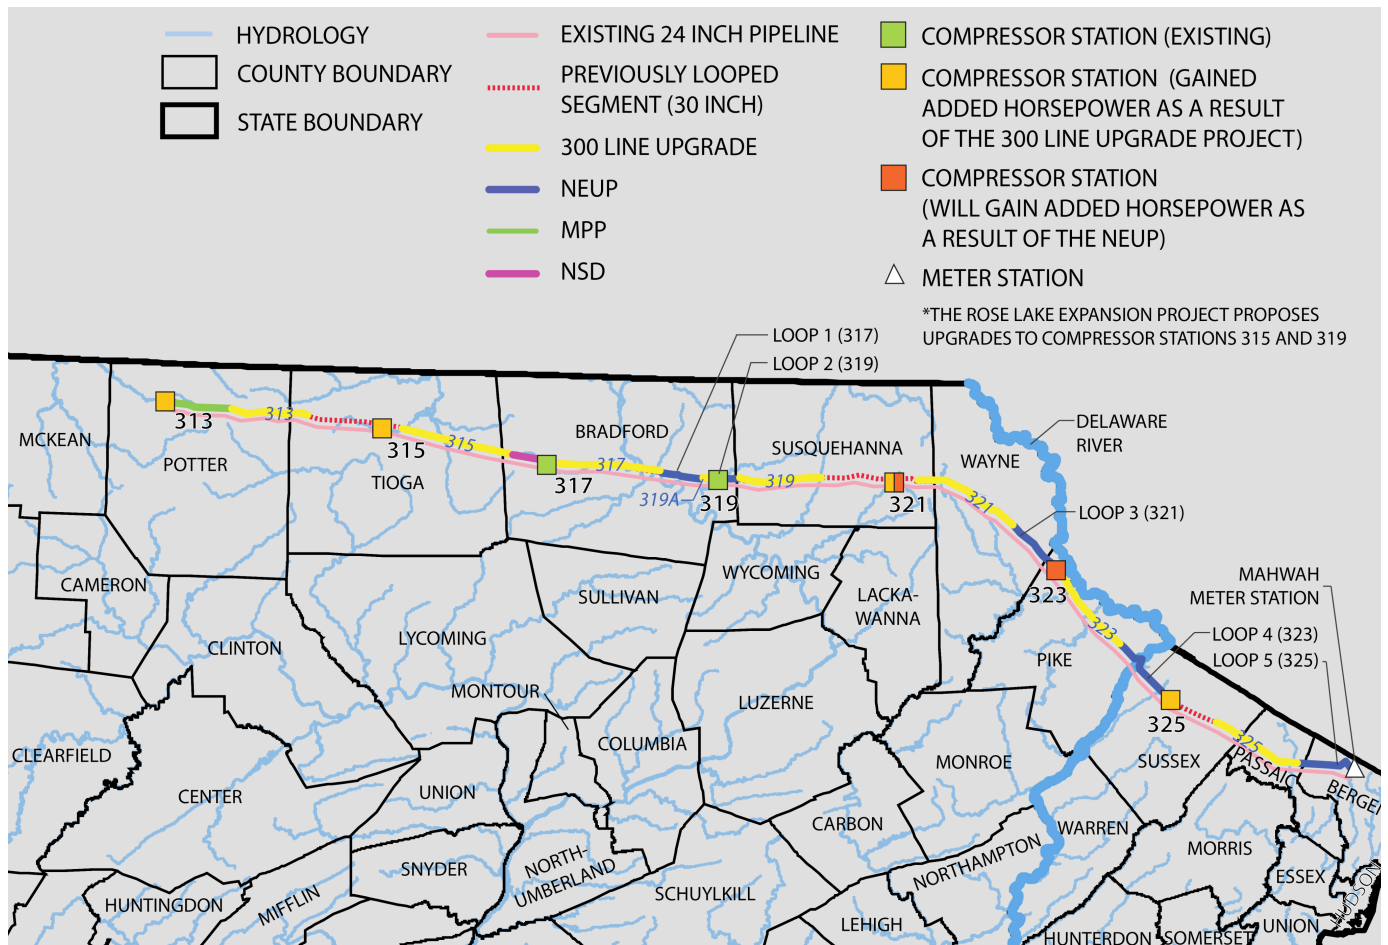 HYDROLOGY
COUNTY BOUNDARY
STATE BOUNDARY
EXISTING 24 INCH PIPELINE
PREVIOUSLY LOOPED
SEGMENT (30 INCH)
300 LINE UPGRADE
NEUP
MPP
NSD
COMPRESSOR STATION (EXISTING)
COMPRESSOR STATION (GAINED
ADDED HORSEPOWER AS A RESULT
OF THE 300 LINE UPGRADE PROJECT)
COMPRESSOR STATION
(WILL GAIN ADDED HORSEPOWER AS
A RESULT OF THE NEUP)
METER STATION
*THE ROSE LAKE EXPANSION PROJECT PROPOSES
UPGRADES TO COMPRESSOR STATIONS 315 AND 319
LOOP 1 (317)
LOOP 2 (319)
313
313
315
315
317
317
319A
319
319
321
321
DELAWARE
RIVER
LOOP 3 (321)
323
323
MAHWAH
METER STATION
LOOP 4 (323)
LOOP 5 (325)
325
325
MCKEAN
POTTER
TIOGA
BRADFORD
SUSQUEHANNA
WAYNE
CAMERON
CLINTON
LYCOMING
SULLIVAN
WYCOMING
LACKA-
WANNA
PIKE
MONTOUR
LUZERNE
COLUMBIA
CLEARFIELD
CENTER
UNION
MONROE
SUSSEX
PASSAIC
BERGEN
CARBON
WARREN
MORRIS
SNYDER
NORTH-
UMBERLAND
NORTHAMPTON
ESSEX
HUDSON
HUNTINGDON
MIFFLIN
SCHUYLKILL
LEHIGH
HUNTERDON
SOMERSET
UNION